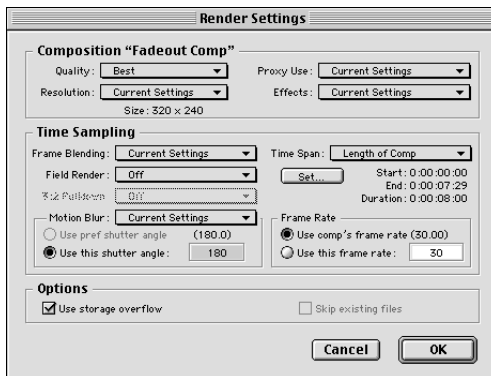 Render Settings
Composition “Fadeout Comp”
Quality: Best
Proxy Use: Current Settings
Resolution: Current Settings
Effects: Current Settings
Size: 320 x 240
Time Sampling
Frame Blending: Current Settings
Time Span: Length of Comp
Field Render: Off
Set...
Start: 0:00:00:00
End: 0:00:07:29
Duration: 0:00:08:00
3:2 Pulldown: Off
Motion Blur: Current Settings
Use pref shutter angle (180.0)
Use this shutter angle: 180
Frame Rate
Use comp's frame rate (30.00)
Use this frame rate: 30
Options
Use storage overflow
Skip existing files
Cancel
OK